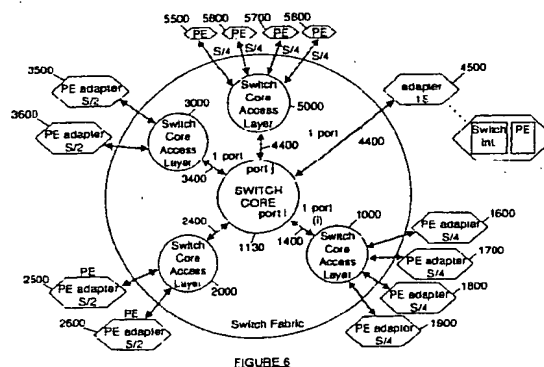 5500 5800 5700 5800
PE PE PE PE
S/4 S/4 S/4 S/4
3500
PE adapter
S/2
3600
PE adapter
S/2
3000
Switch
Core
Access
Layer
Switch
Core
Access
Layer
5000
4500
adapter
Switch
Int.
PE
1 port
3400
4400
1 port
4400
port j
SWITCH
CORE
port i
1130
1 port
(i)
1400
1000
Switch
Core
Access
Layer
2400
Switch
Core
Access
Layer
2000
PE
2500
PE adapter
S/2
PE
2600
PE adapter
S/2
1600
PE adapter
S/4
1700
PE adapter
S/4
1800
PE adapter
S/4
1900
PE adapter
S/4
Switch Fabric
FIGURE 6